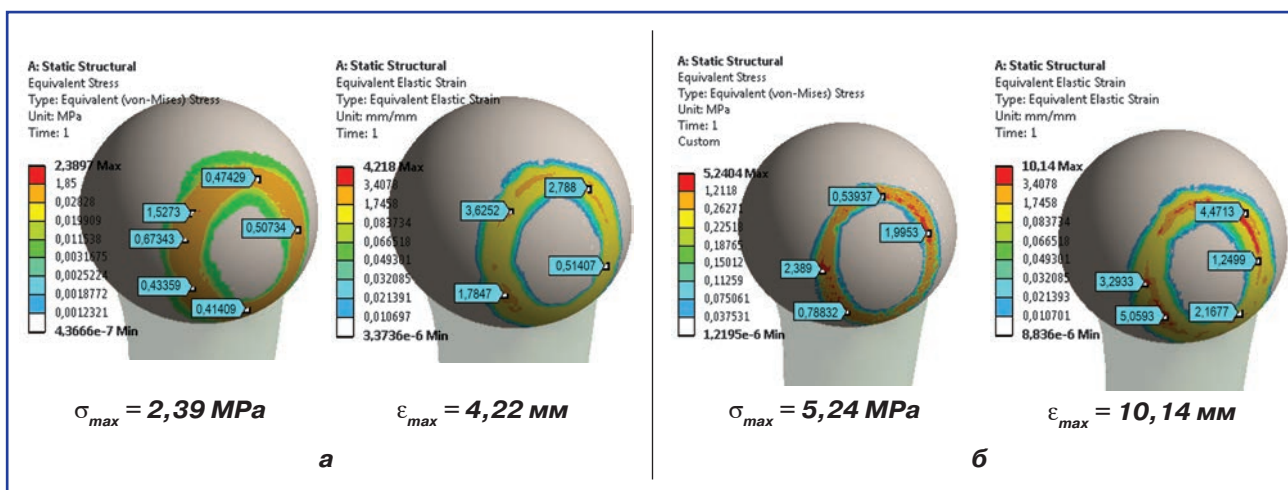 A: Static Structural
Equivalent Stress
Type: Equivalent (von-Mises) Stress
Unit: MPa
Time: 1
2,3897 Max
1,85
0,02828
0,019909
0,011538
0,0031675
0,0025224
0,0018772
0,0012321
4,3666e-7 Min
0,47429
1,5273
0,50734
0,67343
0,43359
0,41409
σmax = 2,39 MPa
A: Static Structural
Equivalent Elastic Strain
Type: Equivalent Elastic Strain
Unit: mm/mm
Time: 1
4,218 Max
3,4078
1,7458
0,083734
0,066518
0,049301
0,032085
0,021391
0,010697
3,3736e-6 Min
2,788
3,6252
0,51407
1,7847
εmax = 4,22 мм
а
A: Static Structural
Equivalent Stress
Type: Equivalent (von-Mises) Stress
Unit: MPa
Time: 1
Custom
5,2404 Max
1,2118
0,26271
0,22518
0,18765
0,15012
0,11259
0,075061
0,037531
1,2195e-6 Min
0,53937
1,9953
2,389
0,78832
σmax = 5,24 MPa
A: Static Structural
Equivalent Elastic Strain
Type: Equivalent Elastic Strain
Unit: mm/mm
Time: 1
10,14 Max
3,4078
1,7458
0,083734
0,066518
0,049301
0,032085
0,021393
0,010701
8,836e-6 Min
4,4713
1,2499
3,2933
5,0593
2,1677
εmax = 10,14 мм
б